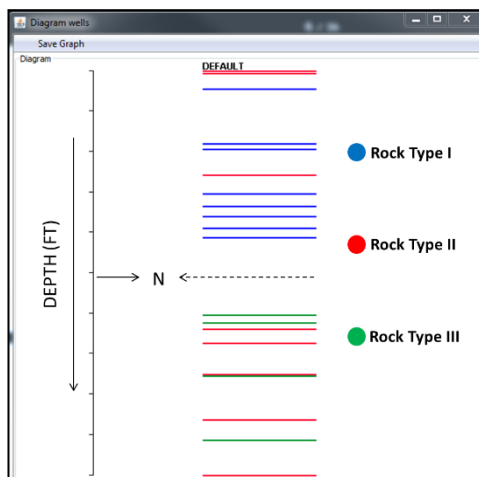 Diagram wells
Save Graph
Diagram
DEFAULT
Rock Type I
DEPTH (FT)
Rock Type II
N
Rock Type III